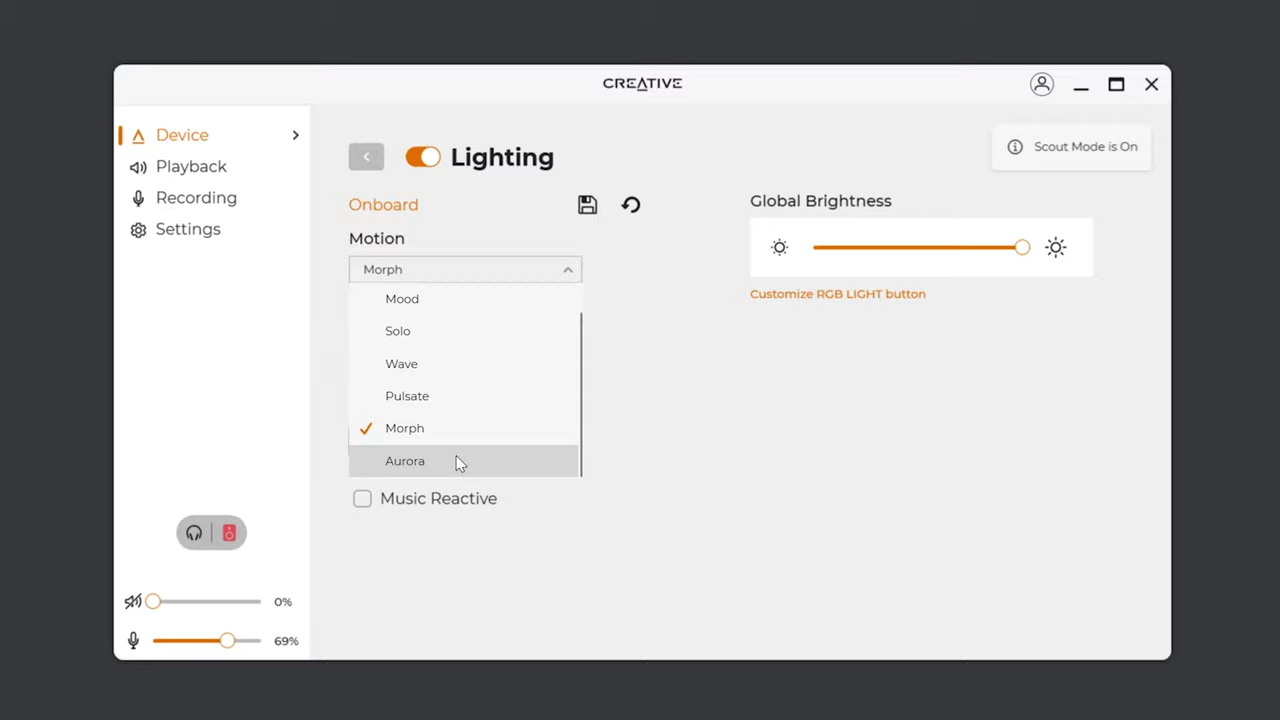 CREATIVE
Device
Playback
Recording
Settings
0%
69%
Lighting
Scout Mode is On
Onboard
Motion
Morph
Mood
Solo
Wave
Pulsate
Morph
Aurora
Music Reactive
Global Brightness
Customize RGB LIGHT button